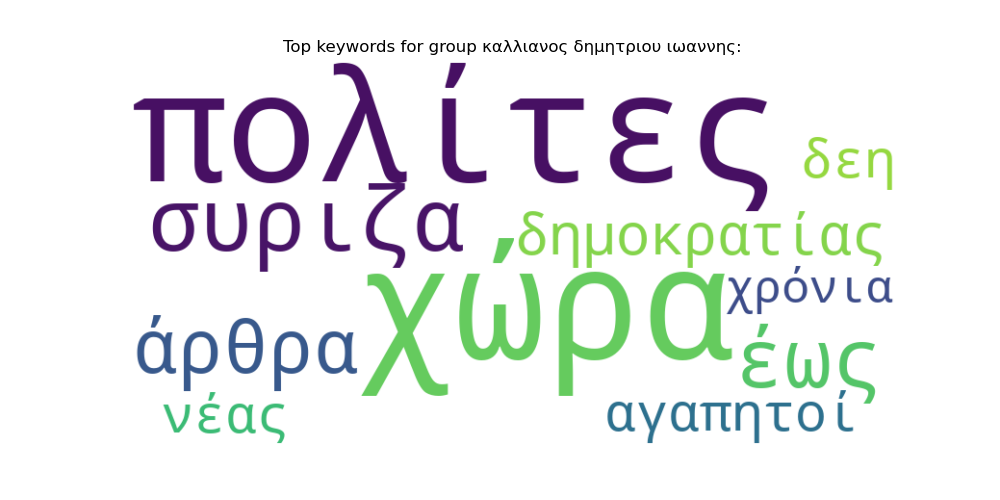 Top keywords for group καλλιανος δημητριου ιωαννης:
πολίτες
δεη
συριζα
δημοκρατίας
χώρα
χρόνια
άρθρα
έως
νέας
αγαπητοί